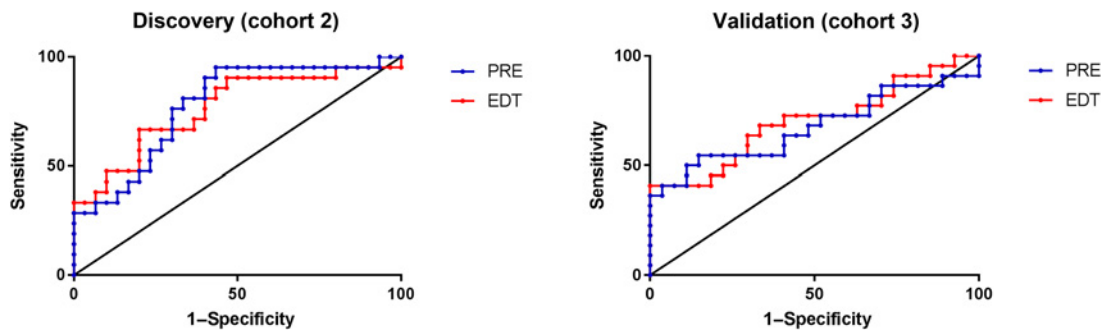 Discovery (cohort 2)
100
50
0
Sensitivity
0
50
100
1–Specificity
PRE
EDT
Validation (cohort 3)
100
50
0
Sensitivity
0
50
100
1–Specificity
PRE
EDT